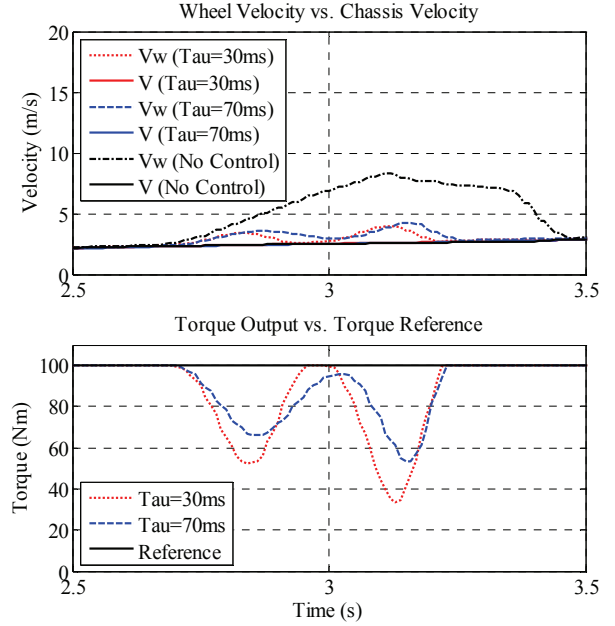 Wheel Velocity vs. Chassis Velocity
20
15
10
5
0
Velocity (m/s)
Vw (Tau=30ms)
V (Tau=30ms)
Vw (Tau=70ms)
V (Tau=70ms)
Vw (No Control)
V (No Control)
2.5
3
3.5
Torque Output vs. Torque Reference
100
80
60
40
20
0
Torque (Nm)
Tau=30ms
Tau=70ms
Reference
2.5
3
3.5
Time (s)